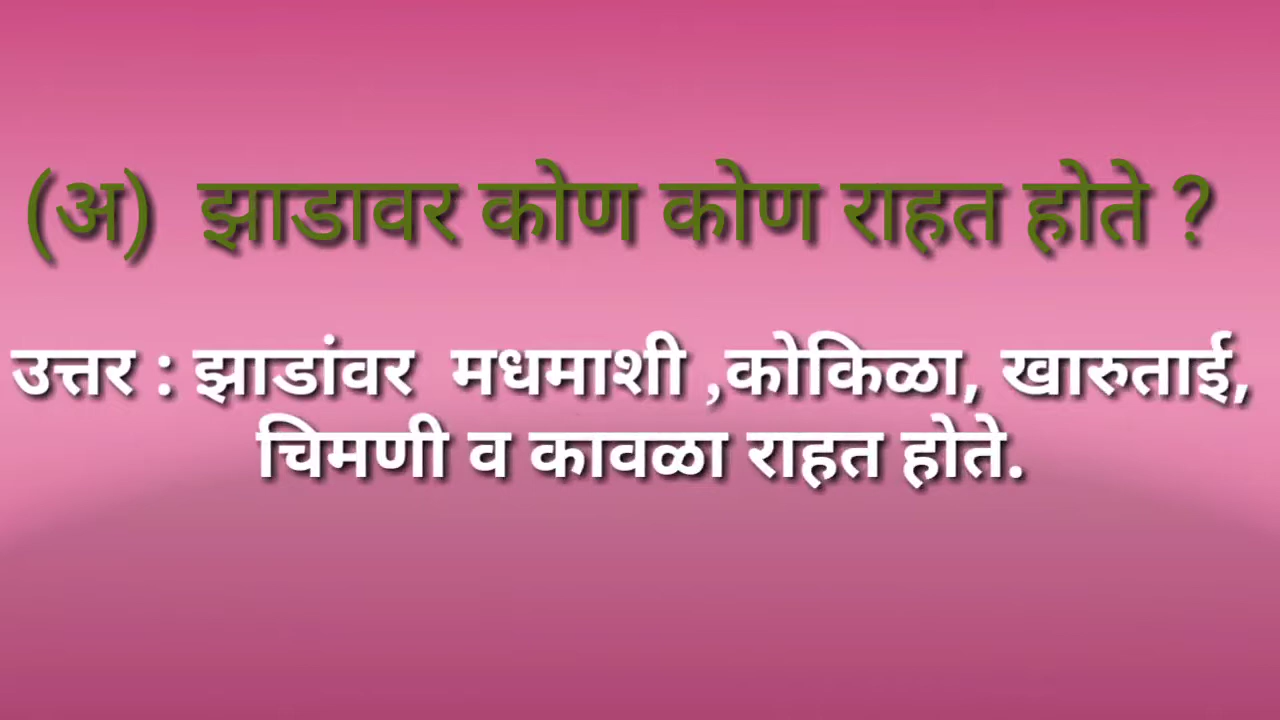 (अ) झाडावर कोण कोण राहत होते ?
उत्तर : झाडांवर मधमाशी ,कोकिळा, खारुताई,
चिमणी व कावळा राहत होते.